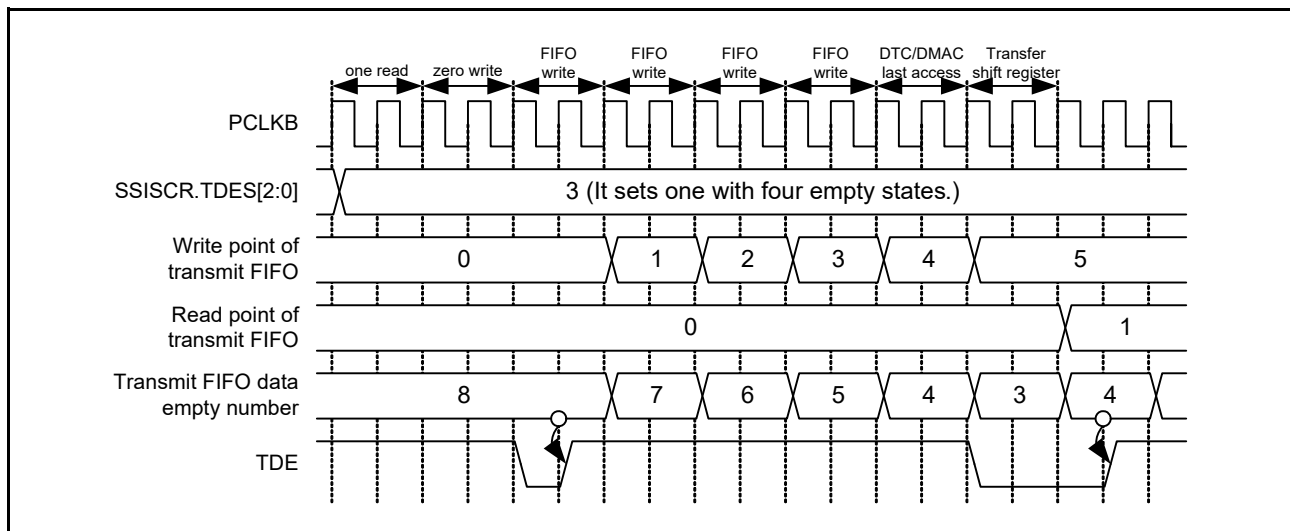 one read
zero write
FIFO
write
FIFO
write
FIFO
write
FIFO
write
DTC/DMAC
last access
Transfer
shift register
PCLKB
SSISCR.TDES[2:0]
3 (It sets one with four empty states.)
Write point of
transmit FIFO
0 1 2 3 4 5
Read point of
transmit FIFO
0 1
Transmit FIFO data
empty number
8 7 6 5 4 3 4
TDE